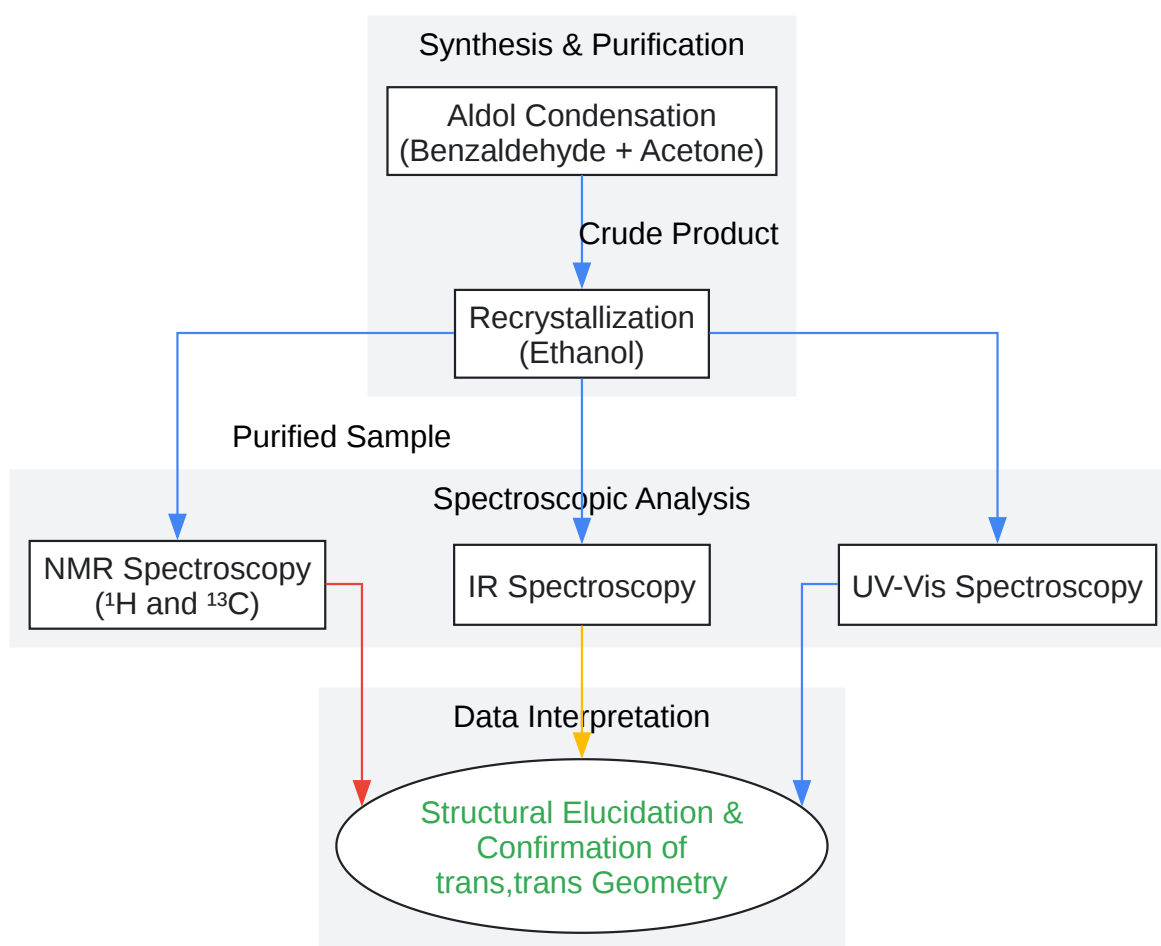 Synthesis & Purification
Aldol Condensation
(Benzaldehyde + Acetone)
Crude Product
Recrystallization
(Ethanol)
Purified Sample
Spectroscopic Analysis
NMR Spectroscopy
(¹H and ¹³C)
IR Spectroscopy
UV-Vis Spectroscopy
Data Interpretation
Structural Elucidation &
Confirmation of
trans,trans Geometry